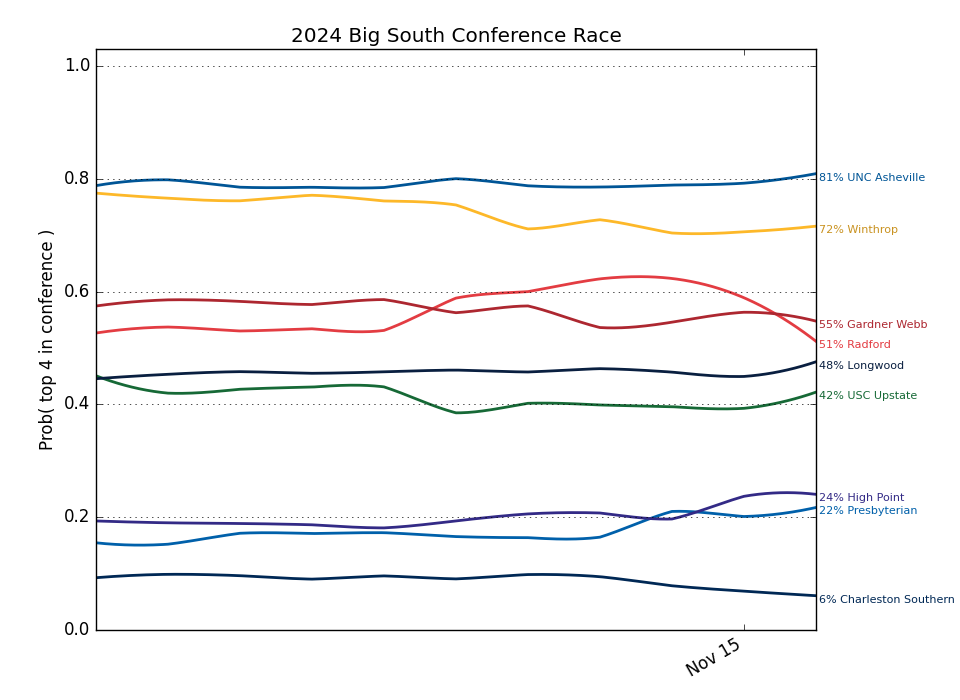 2024 Big South Conference Race
Prob( top 4 in conference )
1.0
0.8
0.6
0.4
0.2
0.0
81% UNC Asheville
72% Winthrop
55% Gardner Webb
51% Radford
48% Longwood
42% USC Upstate
24% High Point
22% Presbyterian
6% Charleston Southern
Nov 15